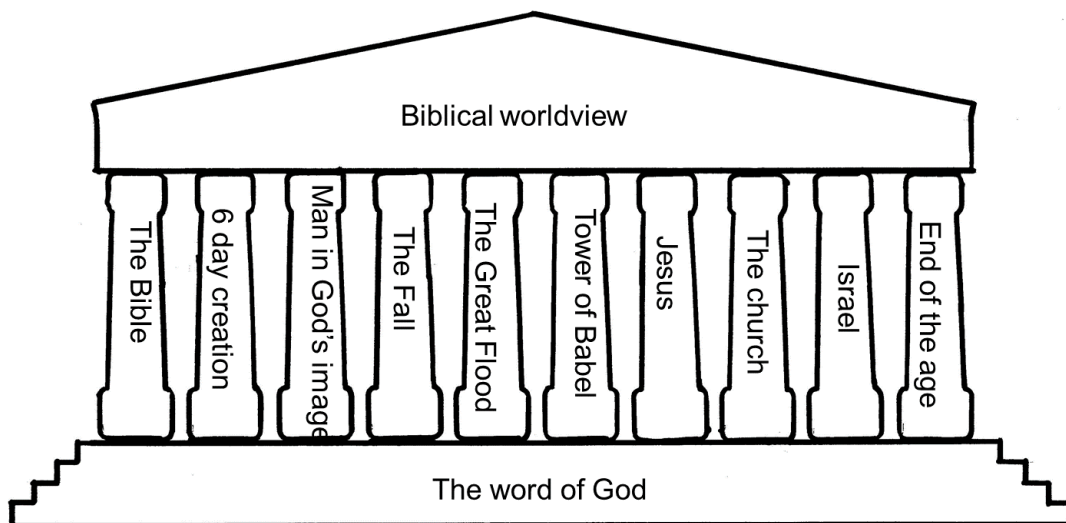 Biblical worldview
The Bible
6 day creation
Man in God's image
The Fall
The Great Flood
Tower of Babel
Jesus
The church
Israel
End of the age
The word of God